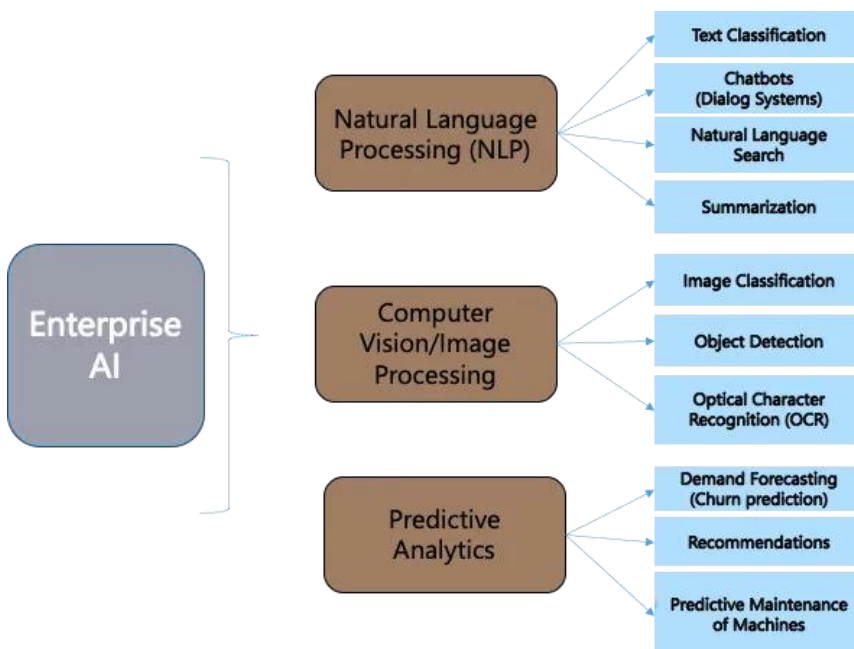 Enterprise
AI
Natural Language
Processing (NLP)
Text Classification
Chatbots
(Dialog Systems)
Natural Language
Search
Summarization
Computer
Vision/Image
Processing
Image Classification
Object Detection
Optical Character
Recognition (OCR)
Predictive
Analytics
Demand Forecasting
(Churn prediction)
Recommendations
Predictive Maintenance
of Machines